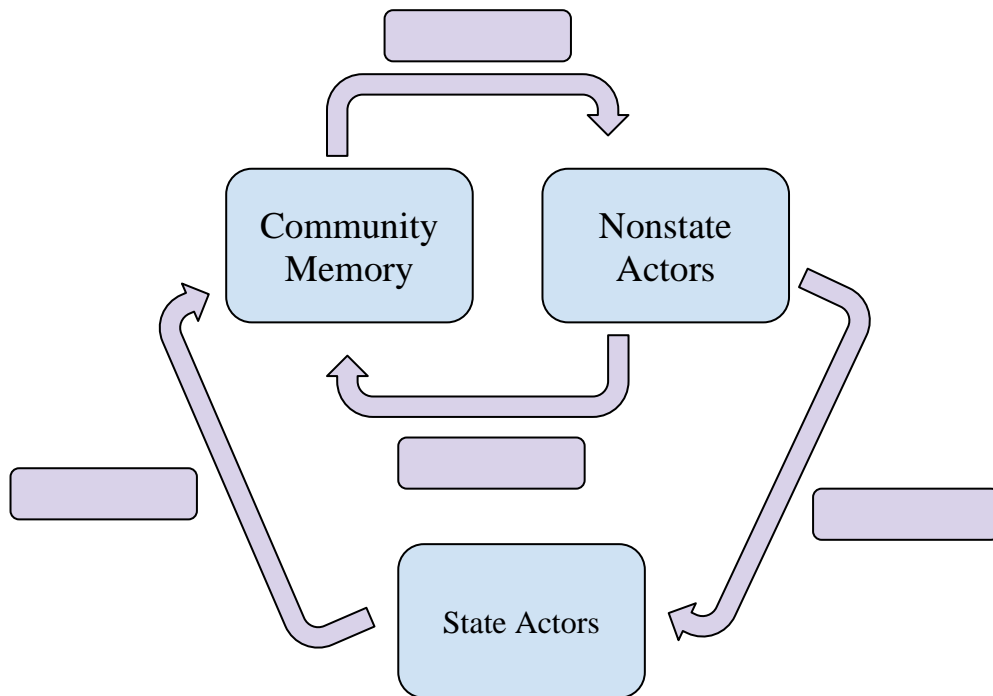 Community
Memory
Nonstate
Actors
State Actors